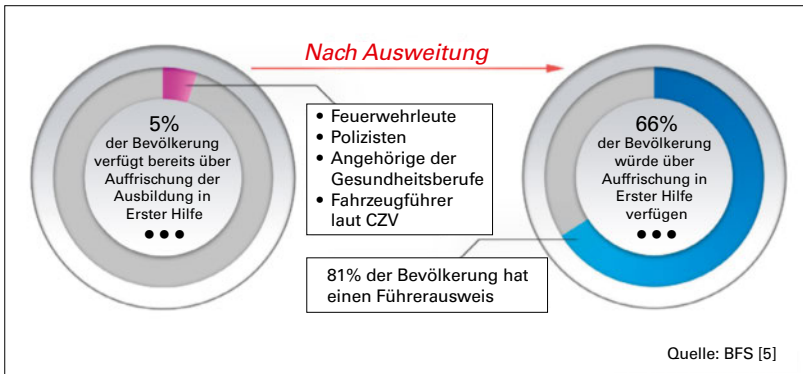 Nach Ausweitung
5%
der Bevölkerung
verfügt bereits über
Auffrischung der
Ausbildung in
Erster Hilfe
• • •
• Feuerwehrleute
• Polizisten
• Angehörige der
Gesundheitsberufe
• Fahrzeugführer
laut CZV
66%
der Bevölkerung
würde über
Auffrischung in
Erster Hilfe
verfügen
• • •
81% der Bevölkerung hat
einen Führerausweis
Quelle: BFS [5]